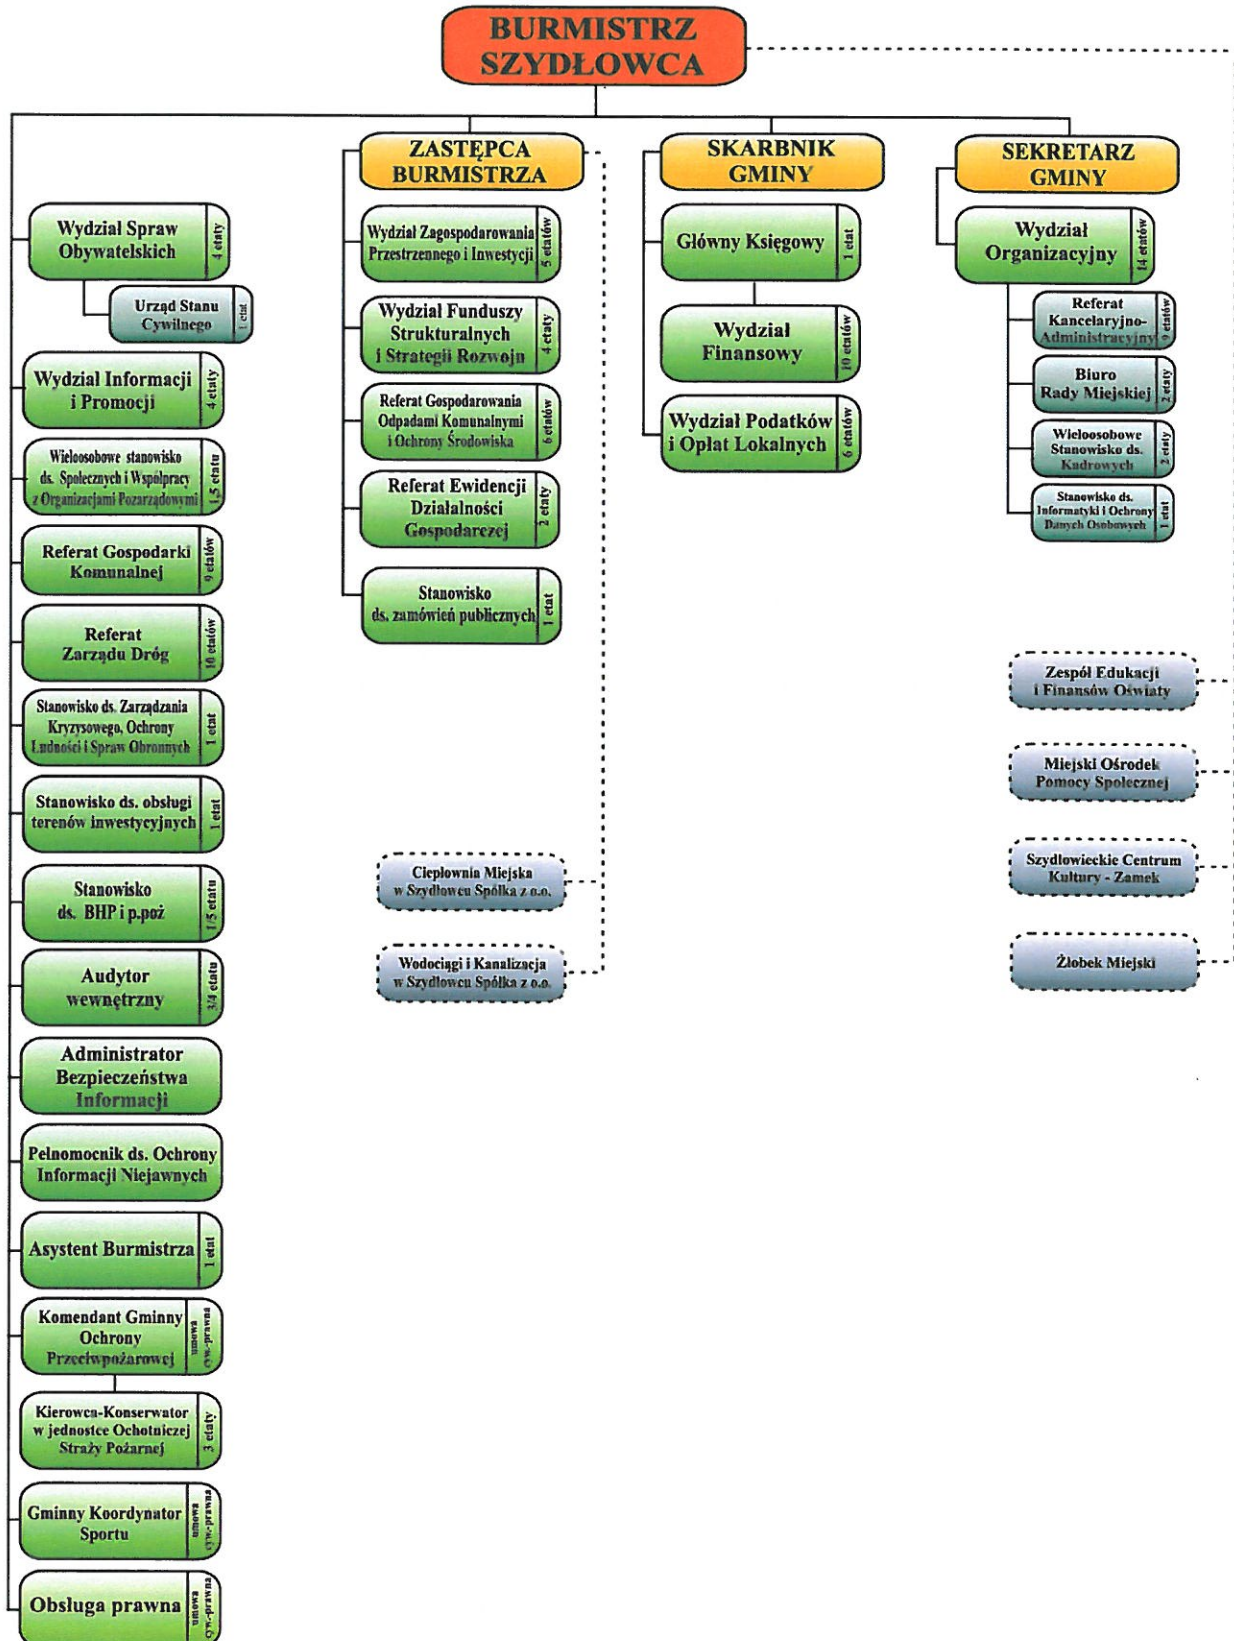 BURMISTRZ
SZYDŁOWCA
ZASTĘPCA
BURMISTRZA
SKARBNIK
GMINY
SEKRETARZ
GMINY
Wydział Spraw
Obywatelskich
4 etaty
Urząd Stanu
Cywilnego
1 etat
Wydział Informacji
i Promocji
4 etaty
Wieloosobowe stanowisko
ds. Społecznych i Współpracy
z Organizacjami Pozarządowymi
1,5 etatu
Referat Gospodarki
Komunalnej
9 etatów
Referat
Zarządu Dróg
10 etatów
Stanowisko ds. Zarządzania
Kryzysowego, Ochrony
Ludności i Spraw Obronnych
1 etat
Stanowisko ds. obsługi
terenów inwestycyjnych
1 etat
Stanowisko
ds. BHP i p.poż
1/5 etatu
Audytor
wewnętrzny
3/4 etatu
Administrator
Bezpieczeństwa
Informacji
Pełnomocnik ds. Ochrony
Informacji Niejawnych
Asystent Burmistrza
1 etat
Komendant Gminny
Ochrony
Przeciwpożarowej
umowa
cyw.-prawna
Kierowca-Konserwator
w jednostce Ochotniczej
Straży Pożarnej
3 etaty
Gminny Koordynator
Sportu
umowa
cyw.-prawna
Obsługa prawna
umowa
cyw.-prawna
Wydział Zagospodarowania
Przestrzennego i Inwestycji
5 etatów
Wydział Funduszy
Strukturalnych
i Strategii Rozwoju
4 etaty
Referat Gospodarowania
Odpadami Komunalnymi
i Ochrony Środowiska
6 etatów
Referat Ewidencji
Działalności
Gospodarczej
2 etaty
Stanowisko
ds. zamówień publicznych
1 etat
Ciepłownia Miejska
w Szydłowcu Spółka z o.o.
Wodociągi i Kanalizacja
w Szydłowcu Spółka z o.o.
Główny Księgowy
1 etat
Wydział
Finansowy
10 etatów
Wydział Podatków
i Opłat Lokalnych
6 etatów
Wydział
Organizacyjny
14 etatów
Referat
Kancelaryjno-
Administracyjny
9 etatów
Biuro
Rady Miejskiej
2 etaty
Wieloosobowe
Stanowisko ds.
Kadrowych
2 etaty
Stanowisko ds.
Informatyki i Ochrony
Danych Osobowych
1 etat
Zespół Edukacji
i Finansów Oświaty
Miejski Ośrodek
Pomocy Społecznej
Szydłowieckie Centrum
Kultury - Zamek
Żłobek Miejski